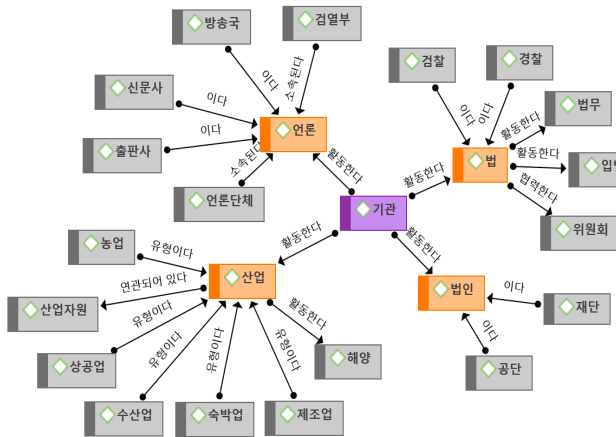 방송국
검열부
검찰
경찰
신문사
이다
소속된다
이다
이다
이다
법무
활동한다
언론
이다
출판사
소속된다
활동한다
법
활동한다
활동한다
언론단체
기관
협력한다
위원회
농업
유형이다
활동한다
활동한다
산업
연관되어 있다
법인
이다
재단
산업자원
유형이다
활동한다
이다
상공업
유형이다
유형이다
유형이다
해양
공단
수산업
숙박업
제조업